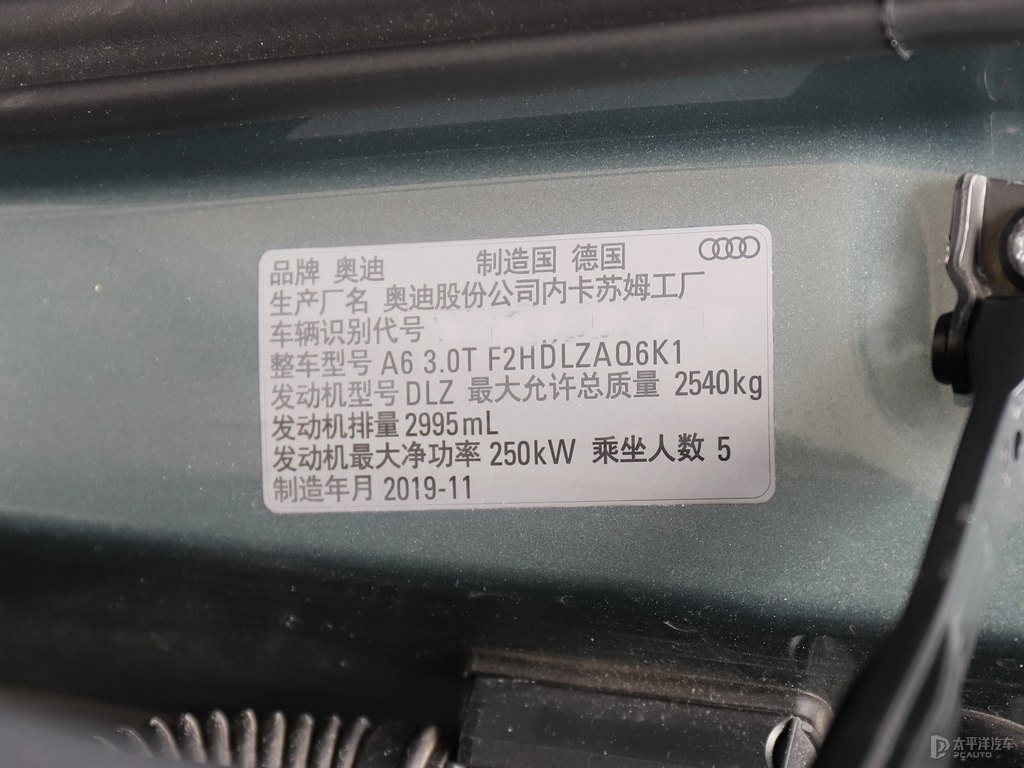 品牌 奥迪 制造国 德国
生产厂名 奥迪股份公司内卡苏姆工厂
车辆识别代号
整车型号 A6 3.0T F2HDLZAQ6K1
发动机型号 DLZ 最大允许总质量 2540kg
发动机排量 2995mL
发动机最大净功率 250kW 乘坐人数 5
制造年月 2019-11
太平洋汽车
PCAUTO